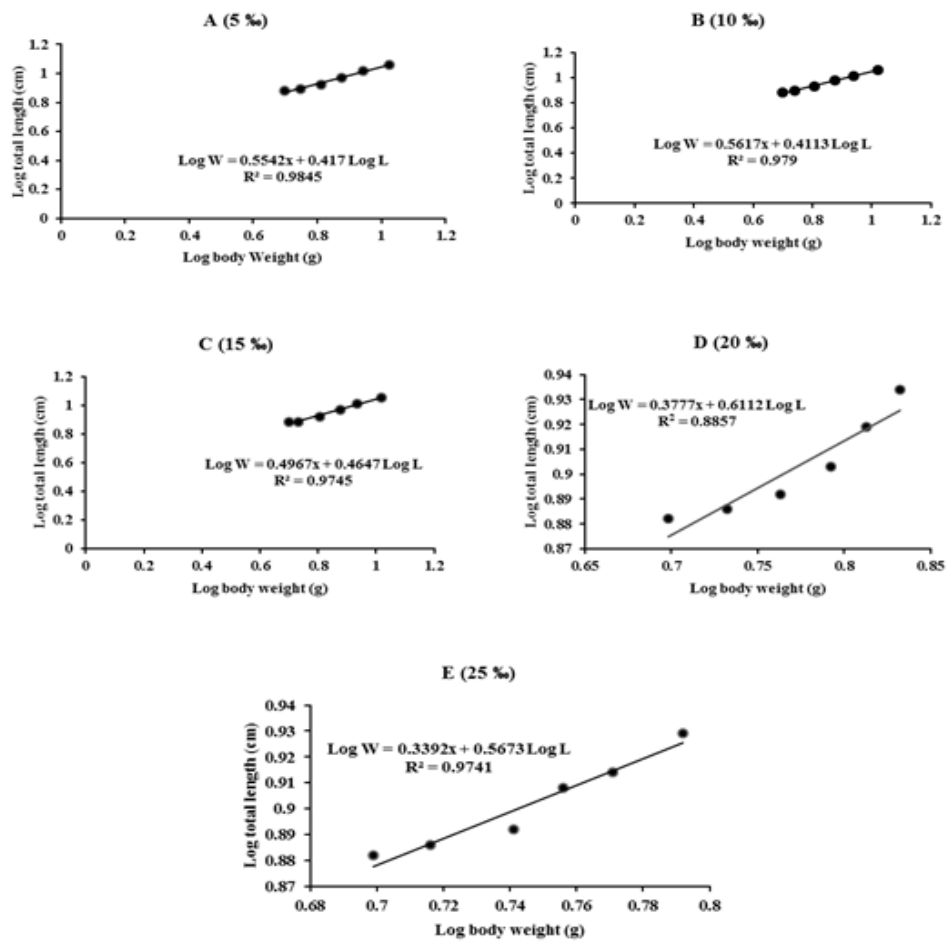 A (5 ‰)
1.2
1
0.8
0.6
0.4
0.2
0
Log total length (cm)
Log W = 0.5542x + 0.417 Log L
R² = 0.9845
0 0.2 0.4 0.6 0.8 1 1.2
Log body Weight (g)
B (10 ‰)
1.2
1
0.8
0.6
0.4
0.2
0
Log total length (cm)
Log W = 0.5617x + 0.4113 Log L
R² = 0.979
0 0.2 0.4 0.6 0.8 1 1.2
Log body weight (g)
C (15 ‰)
1.2
1
0.8
0.6
0.4
0.2
0
Log total length (cm)
Log W = 0.4967x + 0.4647 Log L
R² = 0.9745
0 0.2 0.4 0.6 0.8 1 1.2
Log body weight (g)
D (20 ‰)
0.94
0.93
0.92
0.91
0.9
0.89
0.88
0.87
Log total length (cm)
Log W = 0.3777x + 0.6112 Log L
R² = 0.8857
0.65 0.7 0.75 0.8 0.85
Log body weight (g)
E (25 ‰)
0.94
0.93
0.92
0.91
0.9
0.89
0.88
0.87
Log total length (cm)
Log W = 0.3392x + 0.5673 Log L
R² = 0.9741
0.68 0.7 0.72 0.74 0.76 0.78 0.8
Log body weight (g)